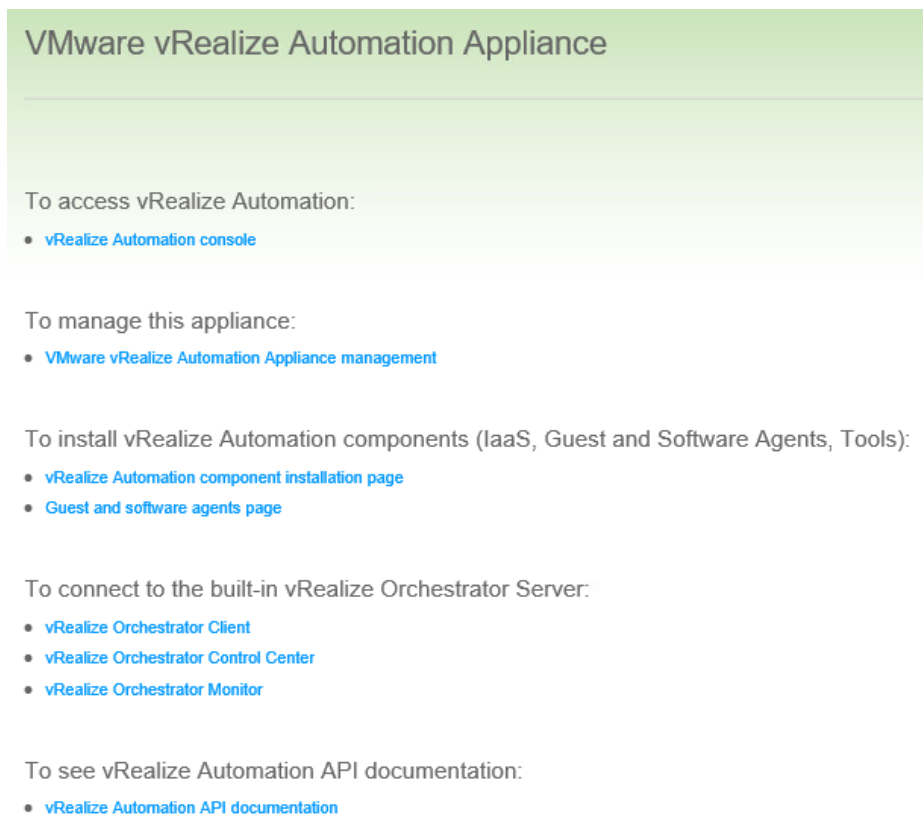 VMware vRealize Automation Appliance
To access vRealize Automation:
vRealize Automation console
To manage this appliance:
VMware vRealize Automation Appliance management
To install vRealize Automation components (IaaS, Guest and Software Agents, Tools):
vRealize Automation component installation page
Guest and software agents page
To connect to the built-in vRealize Orchestrator Server:
vRealize Orchestrator Client
vRealize Orchestrator Control Center
vRealize Orchestrator Monitor
To see vRealize Automation API documentation:
vRealize Automation API documentation